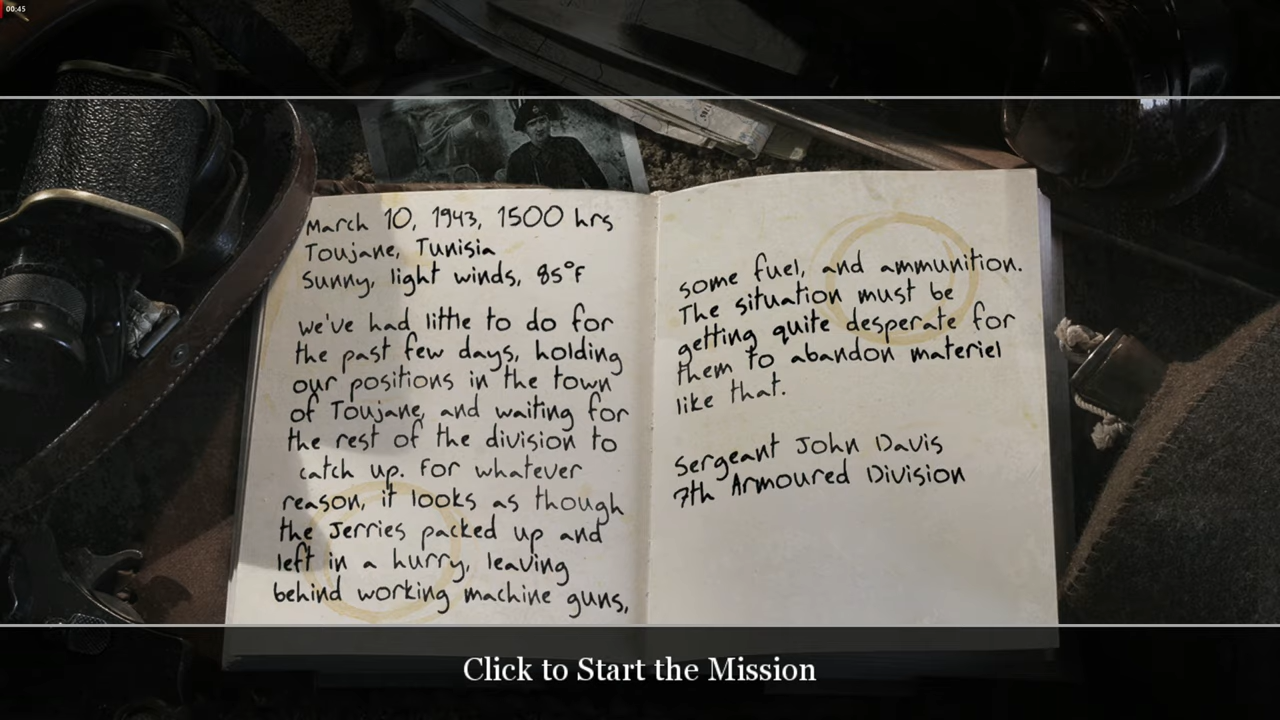 00:45
March 10, 1943, 1500 hrs
Toujane, Tunisia
Sunny, light winds, 85°F
We've had little to do for
the past few days, holding
our positions in the town
of Toujane, and waiting for
the rest of the division to
catch up. For whatever
reason, it looks as though
the Jerries packed up and
left in a hurry, leaving
behind working machine guns,
some fuel, and ammunition.
The situation must be
getting quite desperate for
them to abandon materiel
like that.
Sergeant John Davis
7th Armoured Division
Click to Start the Mission